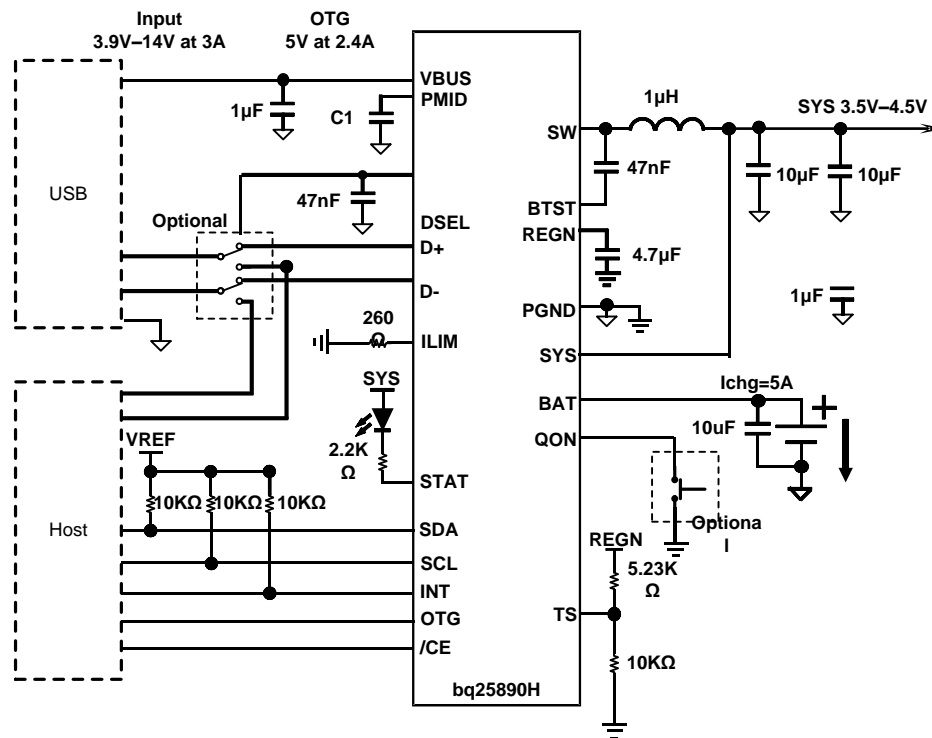 Input
3.9V–14V at 3A
OTG
5V at 2.4A
VBUS
PMID
1µF
C1
1µH
SYS 3.5V–4.5V
SW
47nF
10µF
10µF
USB
Optional
47nF
BTST
DSEL
REGN
D+
4.7µF
D-
1µF
PGND
260
Ω
ILIM
SYS
SYS
Ichg=5A
BAT
10uF
QON
VREF
2.2K
Ω
STAT
10KΩ
10KΩ
10KΩ
Optiona
l
Host
SDA
REGN
SCL
5.23K
Ω
INT
TS
OTG
/CE
10KΩ
bq25890H